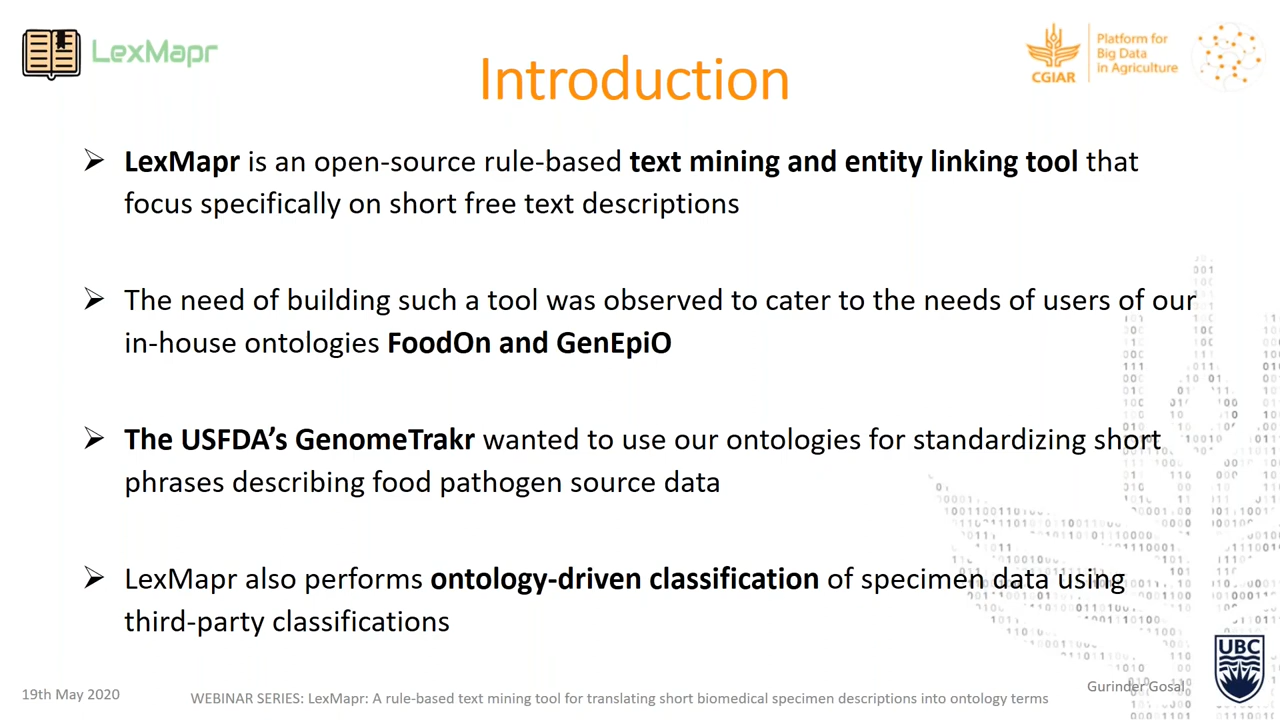 LexMapr
CGIAR
Platform for
Big Data
in Agriculture
Introduction
➢ LexMapr is an open-source rule-based text mining and entity linking tool that
focus specifically on short free text descriptions
➢ The need of building such a tool was observed to cater to the needs of users of our
in-house ontologies FoodOn and GenEpiO
➢ The USFDA’s GenomeTrakr wanted to use our ontologies for standardizing short
phrases describing food pathogen source data
➢ LexMapr also performs ontology-driven classification of specimen data using
third-party classifications
UBC
19th May 2020
WEBINAR SERIES: LexMapr: A rule-based text mining tool for translating short biomedical specimen descriptions into ontology terms
Gurinder Gosal